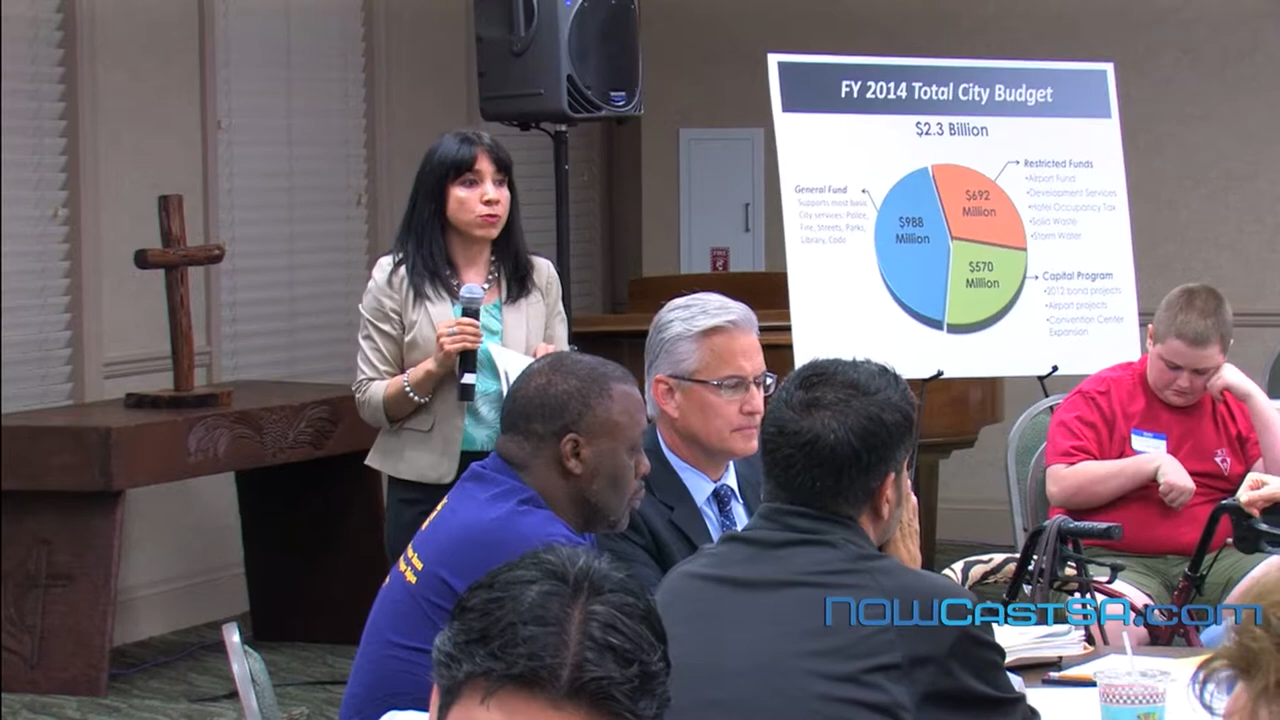 FY 2014 Total City Budget
$2.3 Billion
General Fund
Supports most basic
City services: Police,
Fire, Streets, Parks,
Library, Code
$988
Million
$692
Million
$570
Million
Restricted Funds
•Airport Fund
•Development Services
•Hotel Occupancy Tax
•Solid Waste
•Storm Water
Capital Program
•2012 bond projects
•Airport projects
•Convention Center
Expansion
FIRE
NOWCastSA.com